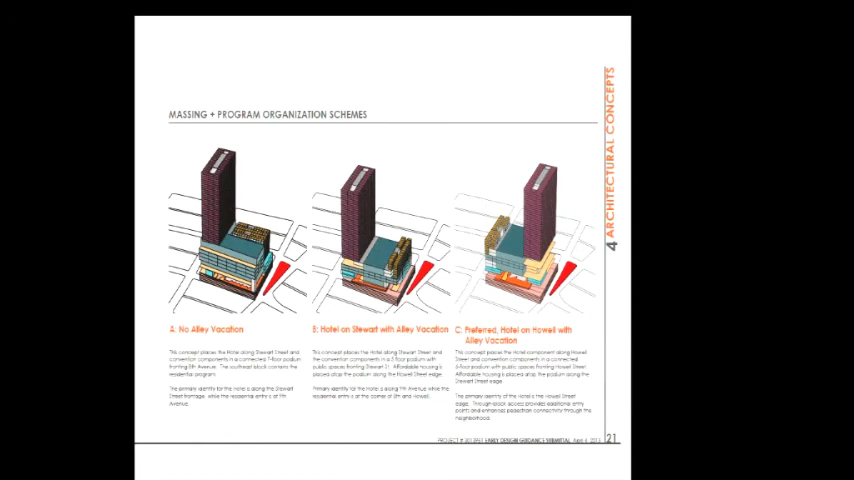 MASSING + PROGRAM ORGANIZATION SCHEMES
4 ARCHITECTURAL CONCEPTS
A: No Alley Vacation
This concept places the Hotel along Stewart Street and
convention components in a connected 7-floor podium
fronting 8th Avenue. The southeast block contains the
residential program.
The primary identity for the Hotel is along the Stewart
Street frontage, while the residential entry is at 9th
Avenue.
B: Hotel on Stewart with Alley Vacation
This concept places the Hotel along Stewart Street and
the convention components in a 5 floor podium with
public spaces fronting Stewart St. Affordable housing is
placed atop the podium along the Howell Street edge.
Primary identity for the Hotel is along 9th Avenue while the
residential entry is at the corner of 8th and Howell.
C: Preferred, Hotel on Howell with
Alley Vacation
This concept places the Hotel component along Howell
Street and convention components in a connected
6-floor podium with public spaces fronting Howell Street.
Affordable housing is placed atop the podium along the
Stewart Street edge.
The primary identity of the Hotel is the Howell Street
edge. Through-block access provides additional entry
points and enhances pedestrian connectivity through the
neighborhood.
EARLY DESIGN GUIDANCE SUBMITTAL
21